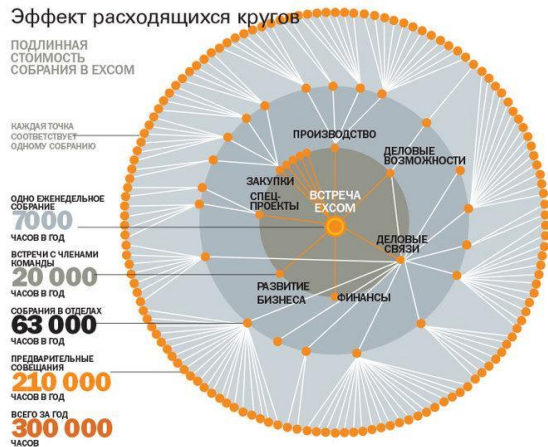 Эффект расходящихся кругов
ПОДЛИННАЯ
СТОИМОСТЬ
СОБРАНИЯ В EXCOM
КАЖДАЯ ТОЧКА
СООТВЕТСТВУЕТ
ОДНОМУ СОБРАНИЮ
ОДНО ЕЖЕНЕДЕЛЬНОЕ
СОБРАНИЕ
7000
ЧАСОВ В ГОД
ВСТРЕЧИ С ЧЛЕНАМИ
КОМАНДЫ
20 000
ЧАСОВ В ГОД
СОБРАНИЯ В ОТДЕЛАХ
63 000
ЧАСОВ В ГОД
ПРЕДВАРИТЕЛЬНЫЕ
СОВЕЩАНИЯ
210 000
ЧАСОВ В ГОД
ВСЕГО ЗА ГОД
300 000
ЧАСОВ
ПРОИЗВОДСТВО
ДЕЛОВЫЕ
ВОЗМОЖНОСТИ
ЗАКУПКИ
ВСТРЕЧА
EXCOM
СПЕЦ-
ПРОЕКТЫ
ДЕЛОВЫЕ
СВЯЗИ
РАЗВИТИЕ
БИЗНЕСА
ФИНАНСЫ